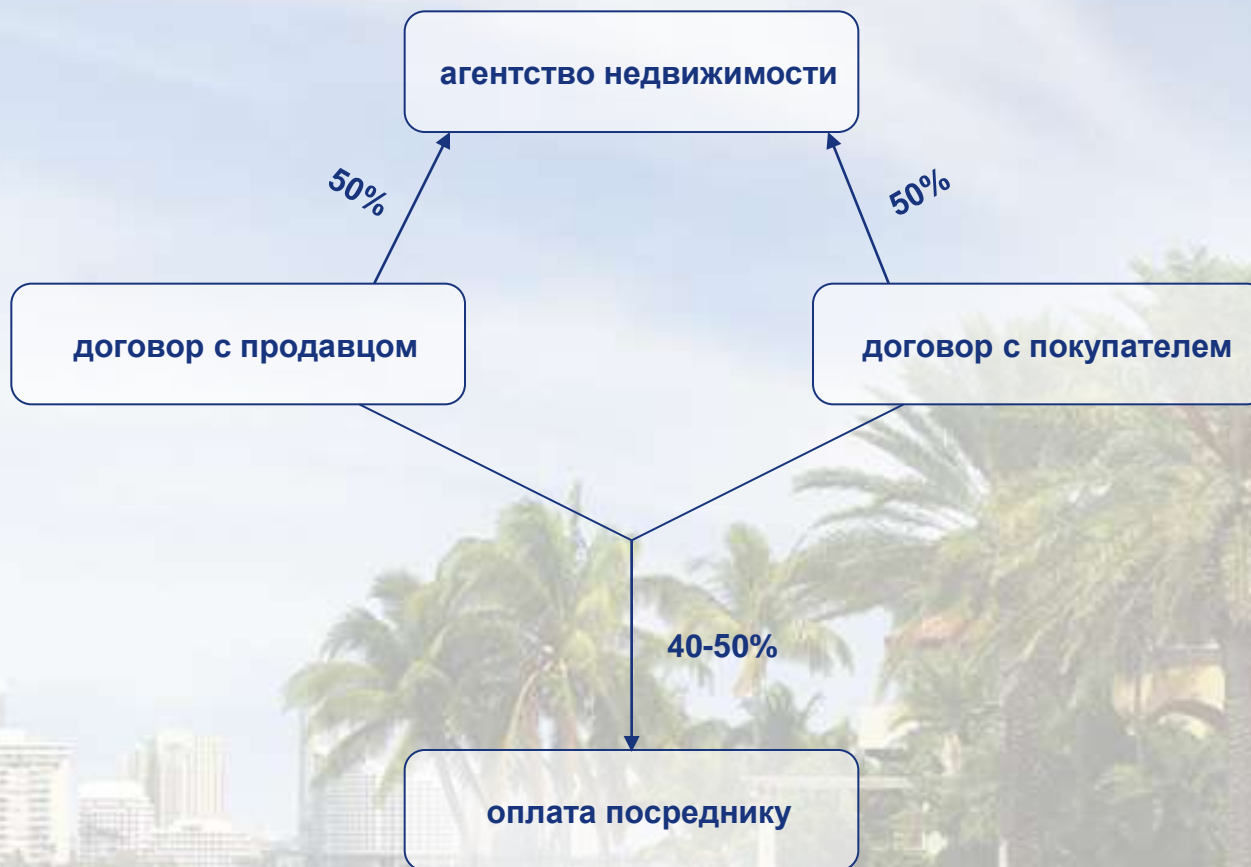 агентство недвижимости
50%
50%
договор с продавцом
договор с покупателем
40-50%
оплата посреднику